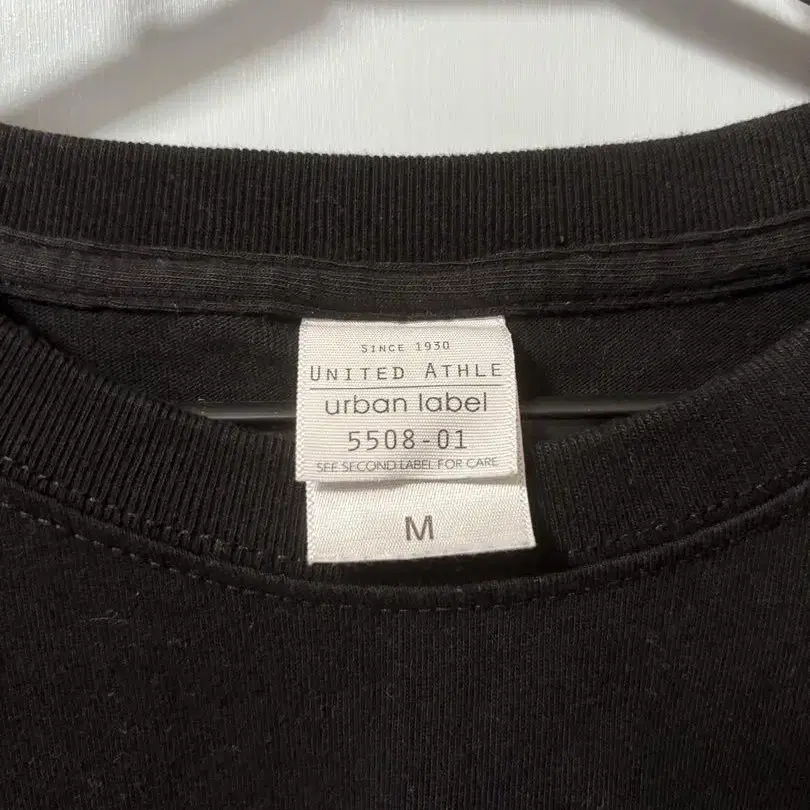 SINCE 1930
UNITED ATHLE
urban label
5508-01
SEE SECOND LABEL FOR CARE
M